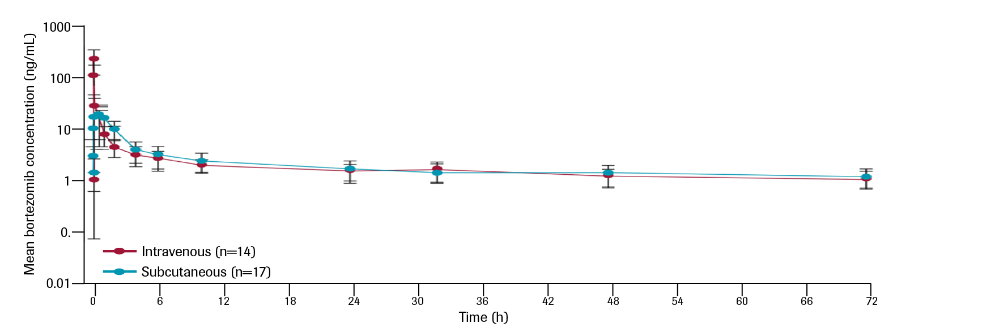 Mean bortezomib concentration (ng/mL)
1000
100
10
1
0.
0.01
Intravenous (n=14)
Subcutaneous (n=17)
0 6 12 18 24 30 36 42 48 54 60 66 72
Time (h)